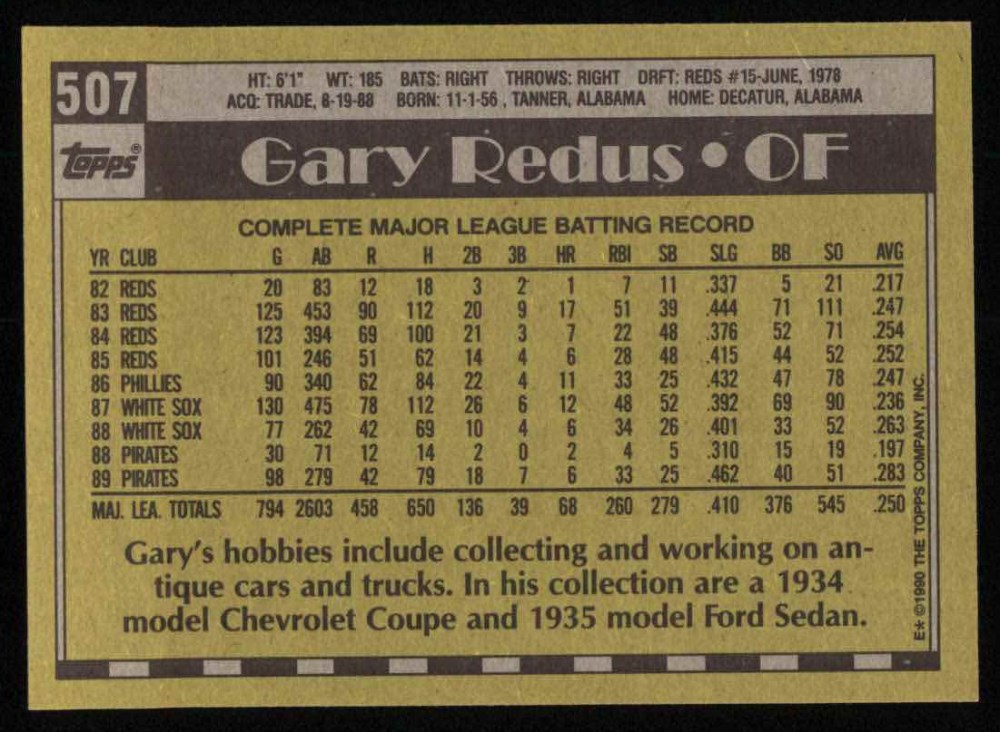 507
HT: 6'1" WT: 185 BATS: RIGHT THROWS: RIGHT DRFT: REDS #15-JUNE, 1978
ACQ: TRADE, 8-19-88 BORN: 11-1-56, TANNER, ALABAMA HOME: DECATUR, ALABAMA
Topps®
Gary Redus • OF
COMPLETE MAJOR LEAGUE BATTING RECORD
YR CLUB G AB R H 2B 3B HR RBI SB SLG BB SO AVG
82 REDS 20 83 12 18 3 2 1 7 11 .337 5 21 .217
83 REDS 125 453 90 112 20 9 17 51 39 .444 71 111 .247
84 REDS 123 394 69 100 21 3 7 22 48 .376 52 71 .254
85 REDS 101 246 51 62 14 4 6 28 48 .415 44 52 .252
86 PHILLIES 90 340 62 84 22 4 11 33 25 .432 47 78 .247
87 WHITE SOX 130 475 78 112 26 6 12 48 52 .392 69 90 .236
88 WHITE SOX 77 262 42 69 10 4 6 34 26 .401 33 52 .263
88 PIRATES 30 71 12 14 2 0 2 4 5 .310 15 19 .197
89 PIRATES 98 279 42 79 18 7 6 33 25 .462 40 51 .283
MAJ. LEA. TOTALS 794 2603 458 650 136 39 68 260 279 .410 376 545 .250
Gary's hobbies include collecting and working on an-
tique cars and trucks. In his collection are a 1934
model Chevrolet Coupe and 1935 model Ford Sedan.
E* ©1990 THE TOPPS COMPANY, INC.